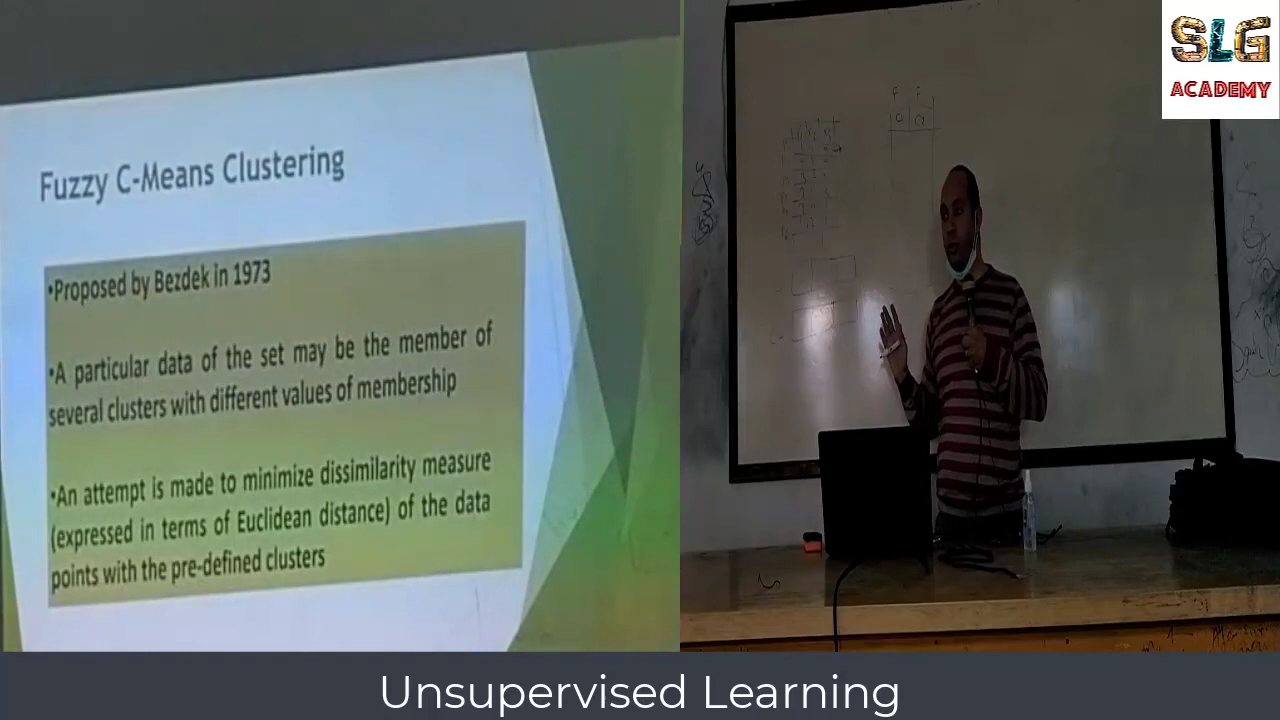 Fuzzy C-Means Clustering
•Proposed by Bezdek in 1973
•A particular data of the set may be the member of
several clusters with different values of membership
•An attempt is made to minimize dissimilarity measure
(expressed in terms of Euclidean distance) of the data
points with the pre-defined clusters
SLG
ACADEMY
F F
Unsupervised Learning